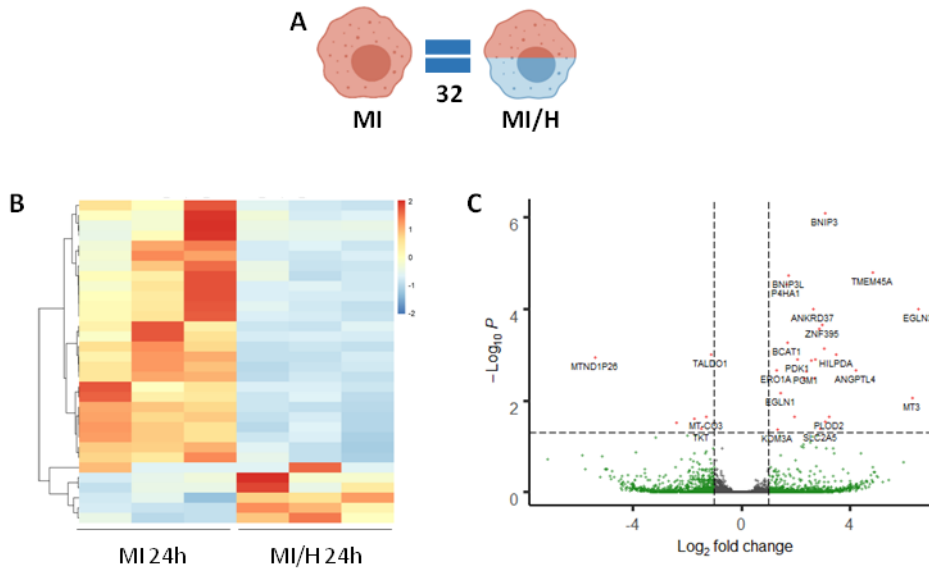 A
32
MI
MI/H
B
2
1
0
-1
-2
MI 24h
MI/H 24h
C
6
4
2
0
- Log10 P
BNIP3
TMEM45A
BNIP3L
P4HA1
ANKRD37
ZNF395
BCAT1
HILPDA
TALDO1
MTND1P26
PDK1
ERO1A
PGM1
ANGPTL4
EGLN1
MT3
MT-CO3
PLOD2
TKT
KDM3A
SLC2A5
-4
0
4
Log2 fold change